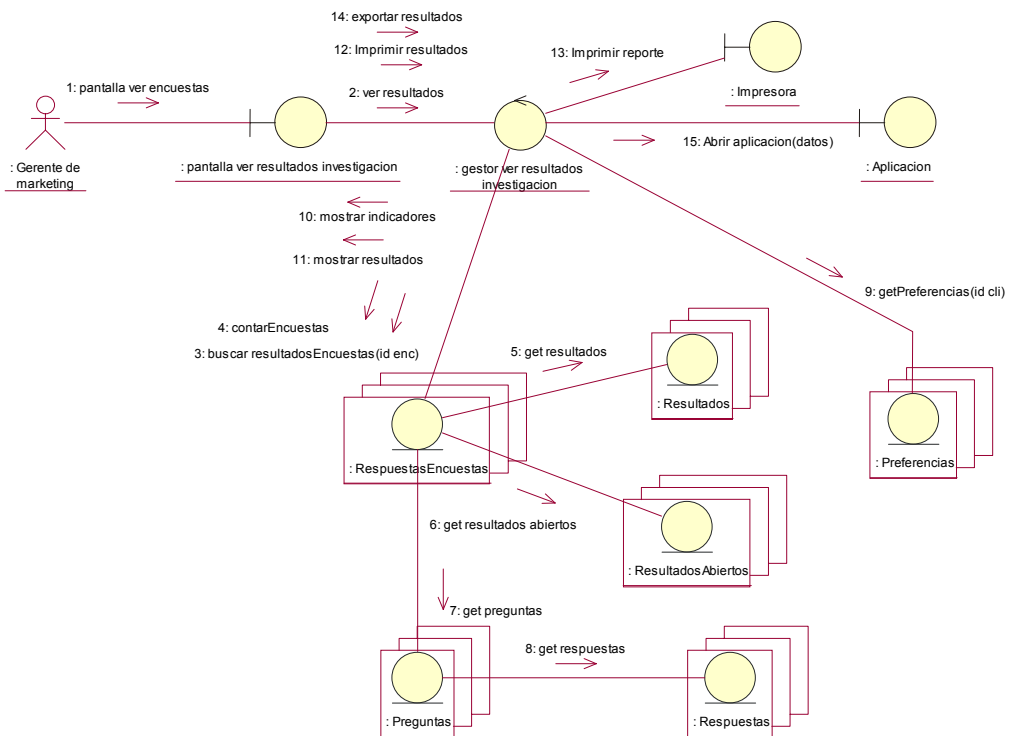 14: exportar resultados
12: Imprimir resultados
13: Imprimir reporte
1: pantalla ver encuestas
2: ver resultados
: Impresora
15: Abrir aplicacion(datos)
: Gerente de
marketing
: pantalla ver resultados investigacion
: gestor ver resultados
investigacion
: Aplicacion
10: mostrar indicadores
11: mostrar resultados
9: getPreferencias(id cli)
4: contarEncuestas
3: buscar resultadosEncuestas(id enc)
5: get resultados
: Resultados
: RespuestasEncuestas
: Preferencias
6: get resultados abiertos
: ResultadosAbiertos
7: get preguntas
8: get respuestas
: Preguntas
: Respuestas